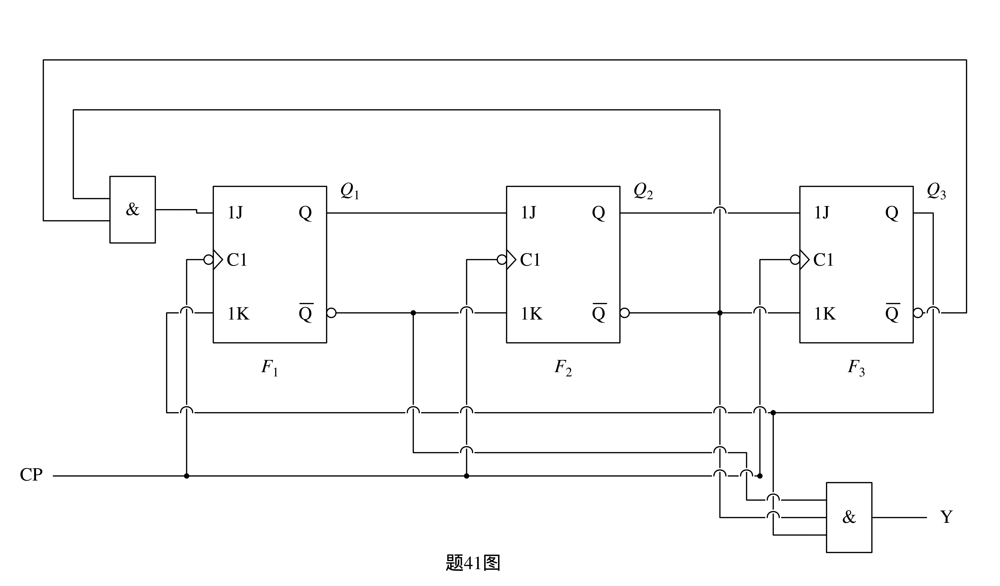 Q₁ Q₂ Q₃
& 1J Q 1J Q 1J Q
C1 C1 C1
1K Q̅ 1K Q̅ 1K Q̅
F₁ F₂ F₃
CP
& Y
题41图